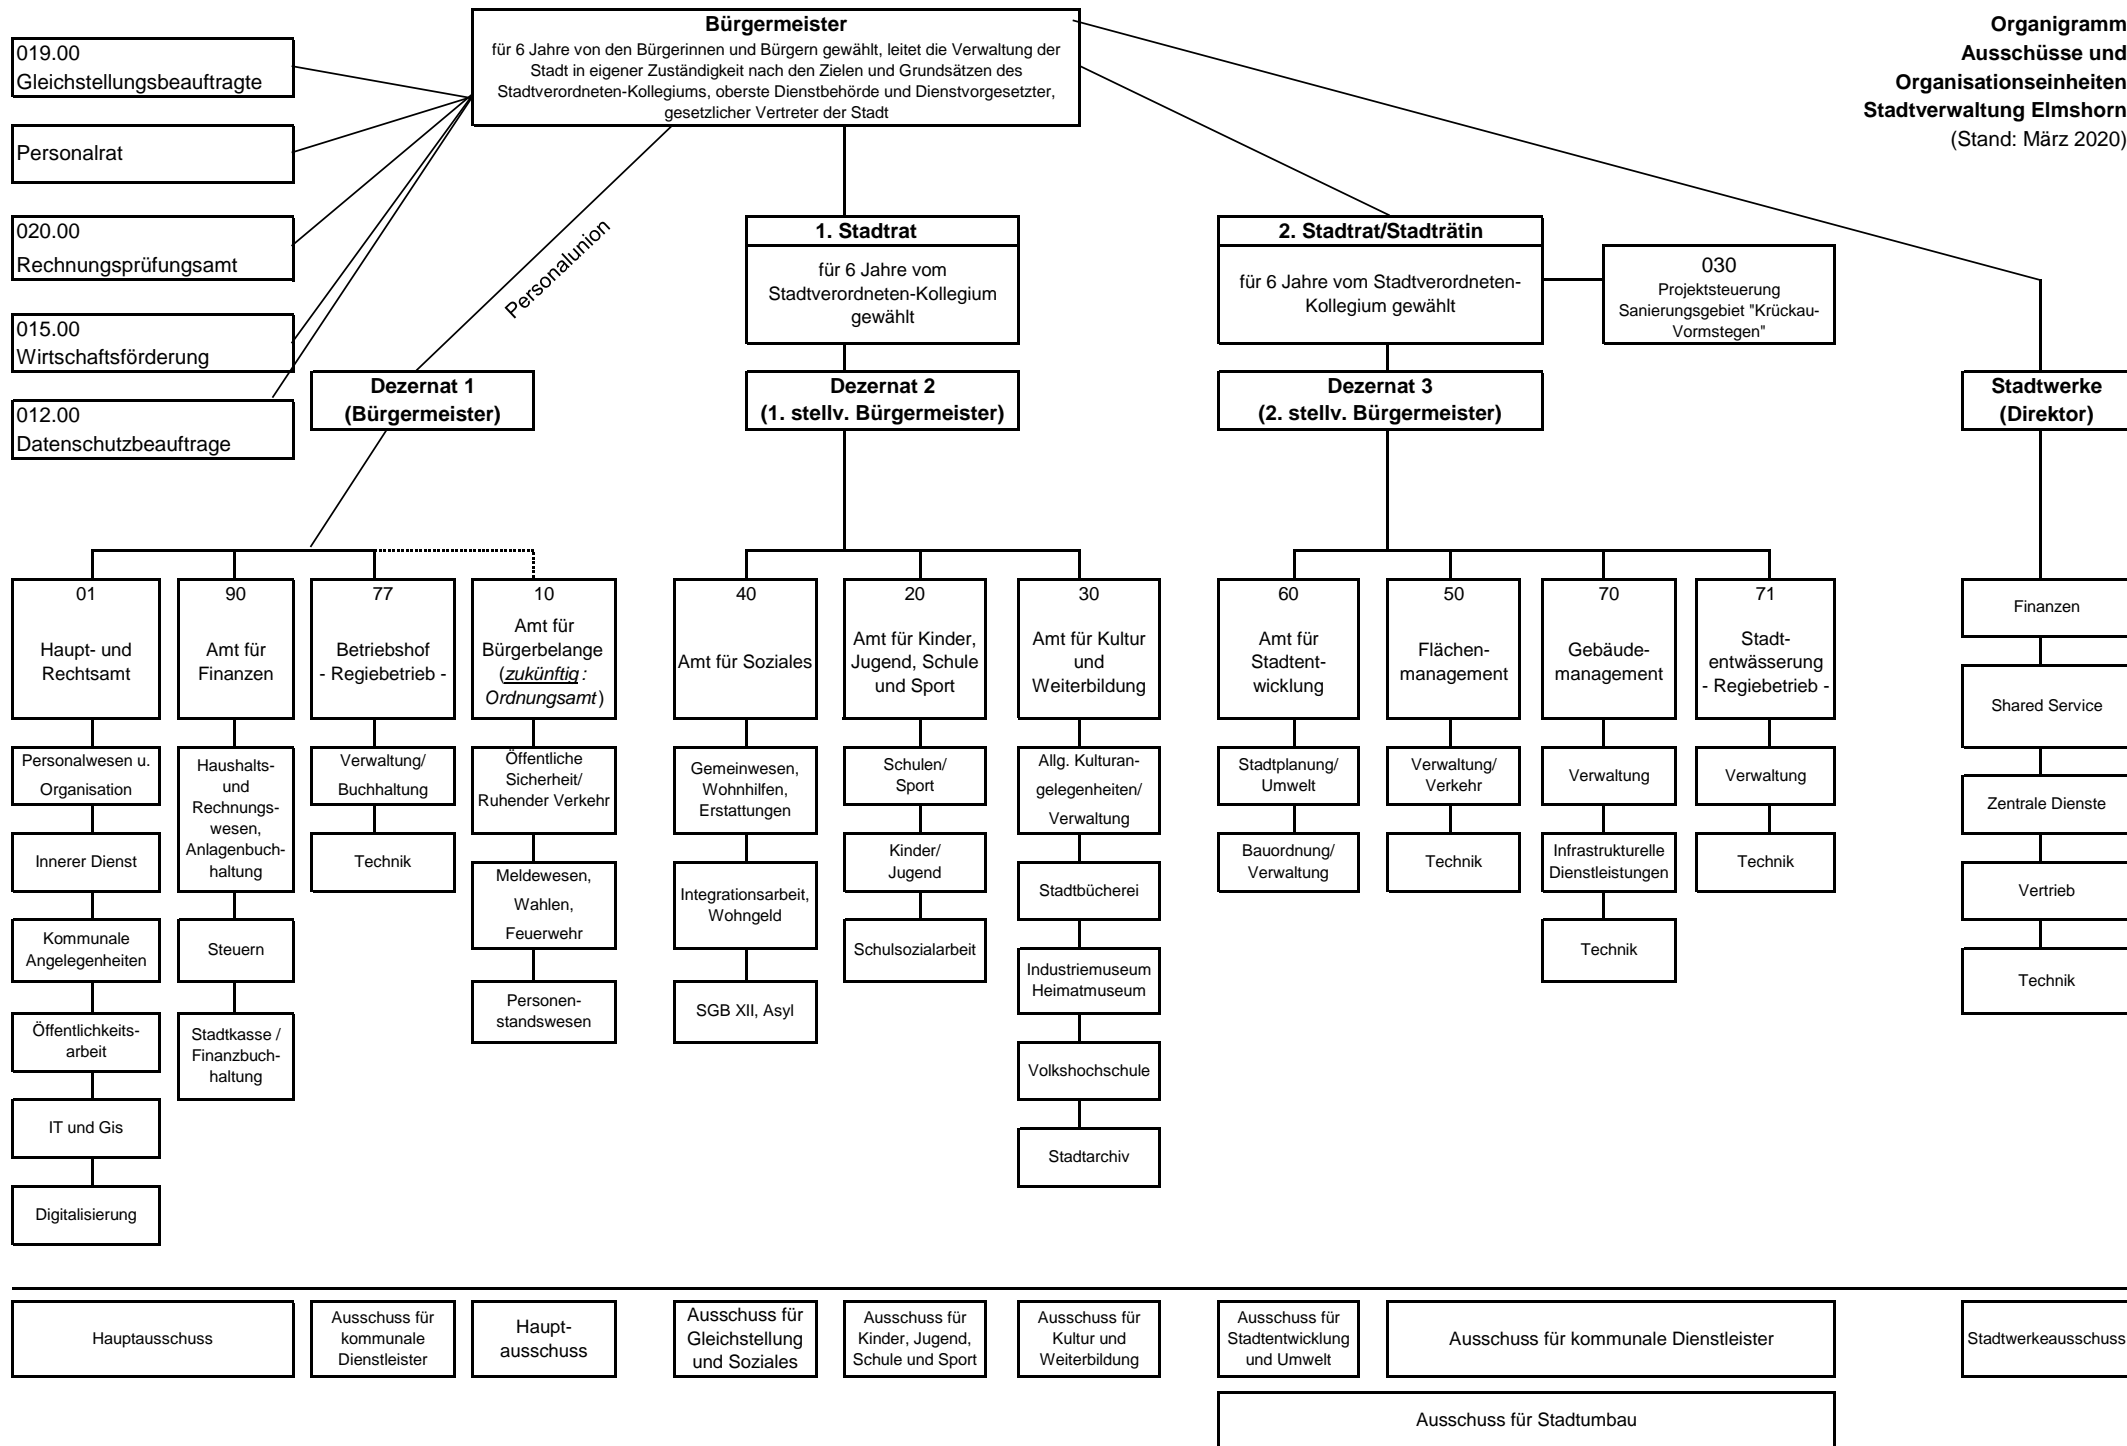 Bürgermeister
für 6 Jahre von den Bürgerinnen und Bürgern gewählt, leitet die Verwaltung der
Stadt in eigener Zuständigkeit nach den Zielen und Grundsätzen des
Stadtverordneten-Kollegiums, oberste Dienstbehörde und Dienstvorgesetzter,
gesetzlicher Vertreter der Stadt
Organigramm
Ausschüsse und
Organisationseinheiten
Stadtverwaltung Elmshorn
(Stand: März 2020)
019.00
Gleichstellungsbeauftragte
Personalrat
020.00
Rechnungsprüfungsamt
015.00
Wirtschaftsförderung
012.00
Datenschutzbeauftrage
Personalunion
1. Stadtrat
für 6 Jahre vom
Stadtverordneten-Kollegium
gewählt
2. Stadtrat/Stadträtin
für 6 Jahre vom Stadtverordneten-
Kollegium gewählt
030
Projektsteuerung
Sanierungsgebiet "Krückau-
Vormstegen"
Dezernat 1
(Bürgermeister)
Dezernat 2
(1. stellv. Bürgermeister)
Dezernat 3
(2. stellv. Bürgermeister)
Stadtwerke
(Direktor)
01
Haupt- und
Rechtsamt
Personalwesen u.
Organisation
Innerer Dienst
Kommunale
Angelegenheiten
Öffentlichkeits-
arbeit
IT und Gis
Digitalisierung
90
Amt für
Finanzen
Haushalts-
und
Rechnungs-
wesen,
Anlagenbuch-
haltung
Steuern
Stadtkasse /
Finanzbuch-
haltung
77
Betriebshof
- Regiebetrieb -
Verwaltung/
Buchhaltung
Technik
10
Amt für
Bürgerbelange
(zukünftig :
Ordnungsamt)
Öffentliche
Sicherheit/
Ruhender Verkehr
Meldewesen,
Wahlen,
Feuerwehr
Personen-
standswesen
40
Amt für Soziales
Gemeinwesen,
Wohnhilfen,
Erstattungen
Integrationsarbeit,
Wohngeld
SGB XII, Asyl
20
Amt für Kinder,
Jugend, Schule
und Sport
Schulen/
Sport
Kinder/
Jugend
Schulsozialarbeit
30
Amt für Kultur
und
Weiterbildung
Allg. Kulturan-
gelegenheiten/
Verwaltung
Stadtbücherei
Industriemuseum
Heimatmuseum
Volkshochschule
Stadtarchiv
60
Amt für
Stadtent-
wicklung
Stadtplanung/
Umwelt
Bauordnung/
Verwaltung
50
Flächen-
management
Verwaltung/
Verkehr
Technik
70
Gebäude-
management
Verwaltung
Infrastrukturelle
Dienstleistungen
Technik
71
Stadt-
entwässerung
- Regiebetrieb -
Verwaltung
Technik
Finanzen
Shared Service
Zentrale Dienste
Vertrieb
Technik
Hauptausschuss
Ausschuss für
kommunale
Dienstleister
Haupt-
ausschuss
Ausschuss für
Gleichstellung
und Soziales
Ausschuss für
Kinder, Jugend,
Schule und Sport
Ausschuss für
Kultur und
Weiterbildung
Ausschuss für
Stadtentwicklung
und Umwelt
Ausschuss für kommunale Dienstleister
Stadtwerkeausschuss
Ausschuss für Stadtumbau